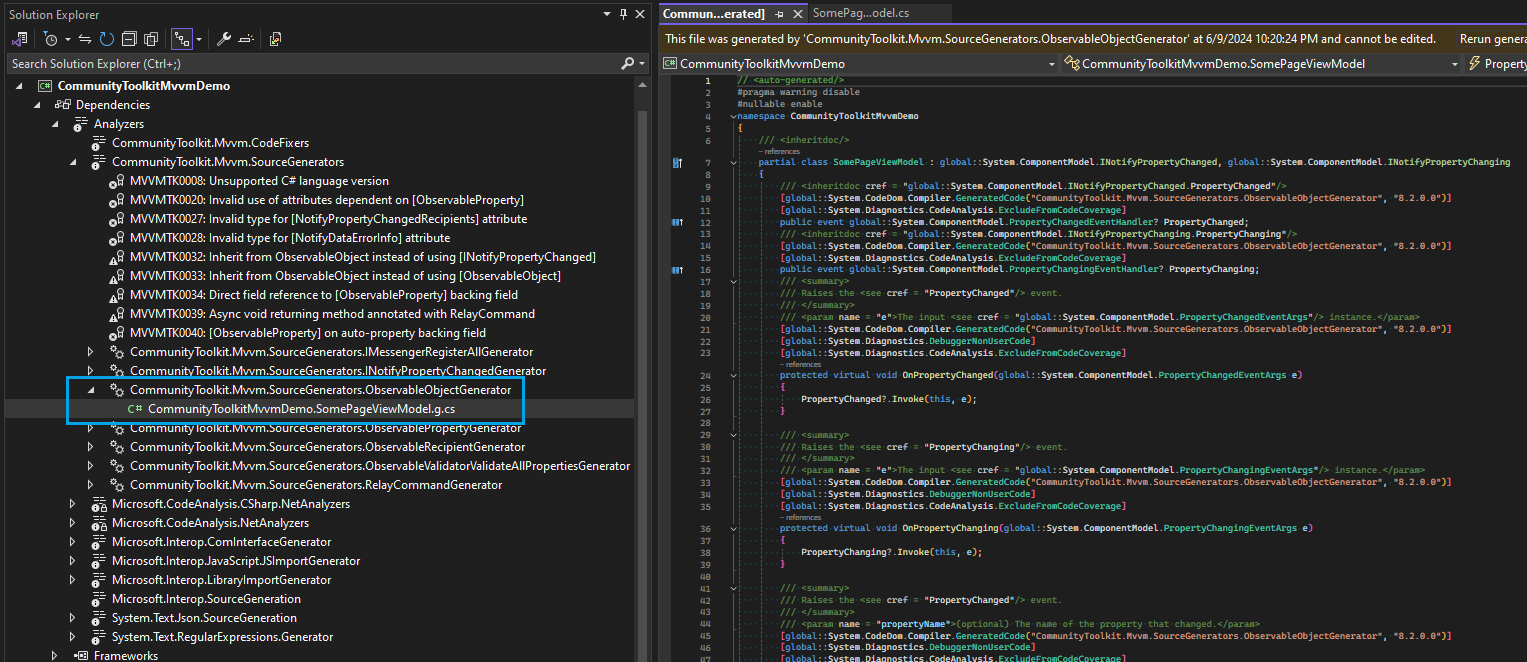 Solution Explorer
Search Solution Explorer (Ctrl+;)
CommunityToolkitMvvmDemo
Dependencies
Analyzers
CommunityToolkit.Mvvm.CodeFixers
CommunityToolkit.Mvvm.SourceGenerators
MVVMTK0008: Unsupported C# language version
MVVMTK0020: Invalid use of attributes dependent on [ObservableProperty]
MVVMTK0027: Invalid type for [NotifyPropertyChangedRecipients] attribute
MVVMTK0028: Invalid type for [NotifyDataErrorInfo] attribute
MVVMTK0032: Inherit from ObservableObject instead of using [INotifyPropertyChanged]
MVVMTK0033: Inherit from ObservableObject instead of using [ObservableObject]
MVVMTK0034: Direct field reference to [ObservableProperty] backing field
MVVMTK0039: Async void returning method annotated with RelayCommand
MVVMTK0040: [ObservableProperty] on auto-property backing field
CommunityToolkit.Mvvm.SourceGenerators.IMessengerRegisterAllGenerator
CommunityToolkit.Mvvm.SourceGenerators.INotifyPropertyChangedGenerator
CommunityToolkit.Mvvm.SourceGenerators.ObservableObjectGenerator
C# CommunityToolkitMvvmDemo.SomePageViewModel.g.cs
CommunityToolkit.Mvvm.SourceGenerators.ObservablePropertyGenerator
CommunityToolkit.Mvvm.SourceGenerators.ObservableRecipientGenerator
CommunityToolkit.Mvvm.SourceGenerators.ObservableValidatorValidateAllPropertiesGenerator
CommunityToolkit.Mvvm.SourceGenerators.RelayCommandGenerator
Microsoft.CodeAnalysis.CSharp.NetAnalyzers
Microsoft.CodeAnalysis.NetAnalyzers
Microsoft.Interop.ComInterfaceGenerator
Microsoft.Interop.JavaScript.JSImportGenerator
Microsoft.Interop.LibraryImportGenerator
Microsoft.Interop.SourceGeneration
System.Text.Json.SourceGeneration
System.Text.RegularExpressions.Generator
Frameworks
Commun...erated] SomePag...odel.cs
This file was generated by 'CommunityToolkit.Mvvm.SourceGenerators.ObservableObjectGenerator' at 6/9/2024 10:20:24 PM and cannot be edited. Rerun genera
C# CommunityToolkitMvvmDemo CommunityToolkitMvvmDemo.SomePageViewModel Property
1 // <auto-generated/>
2 #pragma warning disable
3 #nullable enable
4 namespace CommunityToolkitMvvmDemo
5 {
6 /// <inheritdoc/>
– references
7 partial class SomePageViewModel : global::System.ComponentModel.INotifyPropertyChanged, global::System.ComponentModel.INotifyPropertyChanging
8 {
9 /// <inheritdoc cref = "global::System.ComponentModel.INotifyPropertyChanged.PropertyChanged"/>
10 [global::System.CodeDom.Compiler.GeneratedCode("CommunityToolkit.Mvvm.SourceGenerators.ObservableObjectGenerator", "8.2.0.0")]
11 [global::System.Diagnostics.CodeAnalysis.ExcludeFromCodeCoverage]
12 public event global::System.ComponentModel.PropertyChangedEventHandler? PropertyChanged;
13 /// <inheritdoc cref = "global::System.ComponentModel.INotifyPropertyChanging.PropertyChanging"/>
14 [global::System.CodeDom.Compiler.GeneratedCode("CommunityToolkit.Mvvm.SourceGenerators.ObservableObjectGenerator", "8.2.0.0")]
15 [global::System.Diagnostics.CodeAnalysis.ExcludeFromCodeCoverage]
16 public event global::System.ComponentModel.PropertyChangingEventHandler? PropertyChanging;
17 /// <summary>
18 /// Raises the <see cref = "PropertyChanged"/> event.
19 /// </summary>
20 /// <param name = "e">The input <see cref = "global::System.ComponentModel.PropertyChangedEventArgs"/> instance.</param>
21 [global::System.CodeDom.Compiler.GeneratedCode("CommunityToolkit.Mvvm.SourceGenerators.ObservableObjectGenerator", "8.2.0.0")]
22 [global::System.Diagnostics.DebuggerNonUserCode]
23 [global::System.Diagnostics.CodeAnalysis.ExcludeFromCodeCoverage]
– references
24 protected virtual void OnPropertyChanged(global::System.ComponentModel.PropertyChangedEventArgs e)
25 {
26 PropertyChanged?.Invoke(this, e);
27 }
28
29 /// <summary>
30 /// Raises the <see cref = "PropertyChanging"/> event.
31 /// </summary>
32 /// <param name = "e">The input <see cref = "global::System.ComponentModel.PropertyChangingEventArgs"/> instance.</param>
33 [global::System.CodeDom.Compiler.GeneratedCode("CommunityToolkit.Mvvm.SourceGenerators.ObservableObjectGenerator", "8.2.0.0")]
34 [global::System.Diagnostics.DebuggerNonUserCode]
35 [global::System.Diagnostics.CodeAnalysis.ExcludeFromCodeCoverage]
– references
36 protected virtual void OnPropertyChanging(global::System.ComponentModel.PropertyChangingEventArgs e)
37 {
38 PropertyChanging?.Invoke(this, e);
39 }
40
41 /// <summary>
42 /// Raises the <see cref = "PropertyChanged"/> event.
43 /// </summary>
44 /// <param name = "propertyName">(optional) The name of the property that changed.</param>
45 [global::System.CodeDom.Compiler.GeneratedCode("CommunityToolkit.Mvvm.SourceGenerators.ObservableObjectGenerator", "8.2.0.0")]
46 [global::System.Diagnostics.DebuggerNonUserCode]
47 [global::System.Diagnostics.CodeAnalysis.ExcludeFromCodeCoverage]